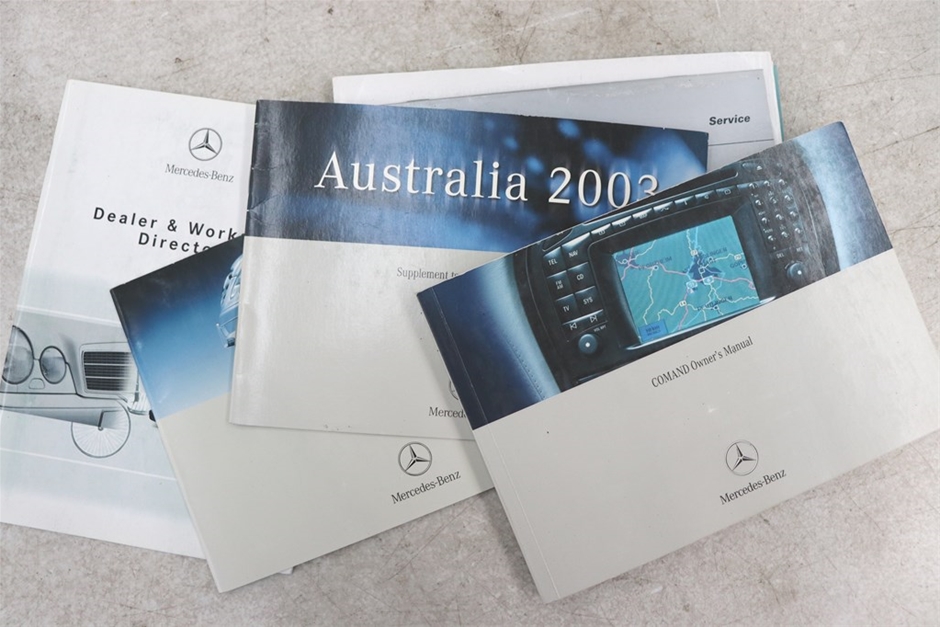 Mercedes-Benz
Dealer & Work
Directo
Service
Australia 2003
Supplement to
Merced
Mercedes-Benz
TEL
NAV
CD
TV
SYS
COMAND Owner's Manual
Mercedes-Benz